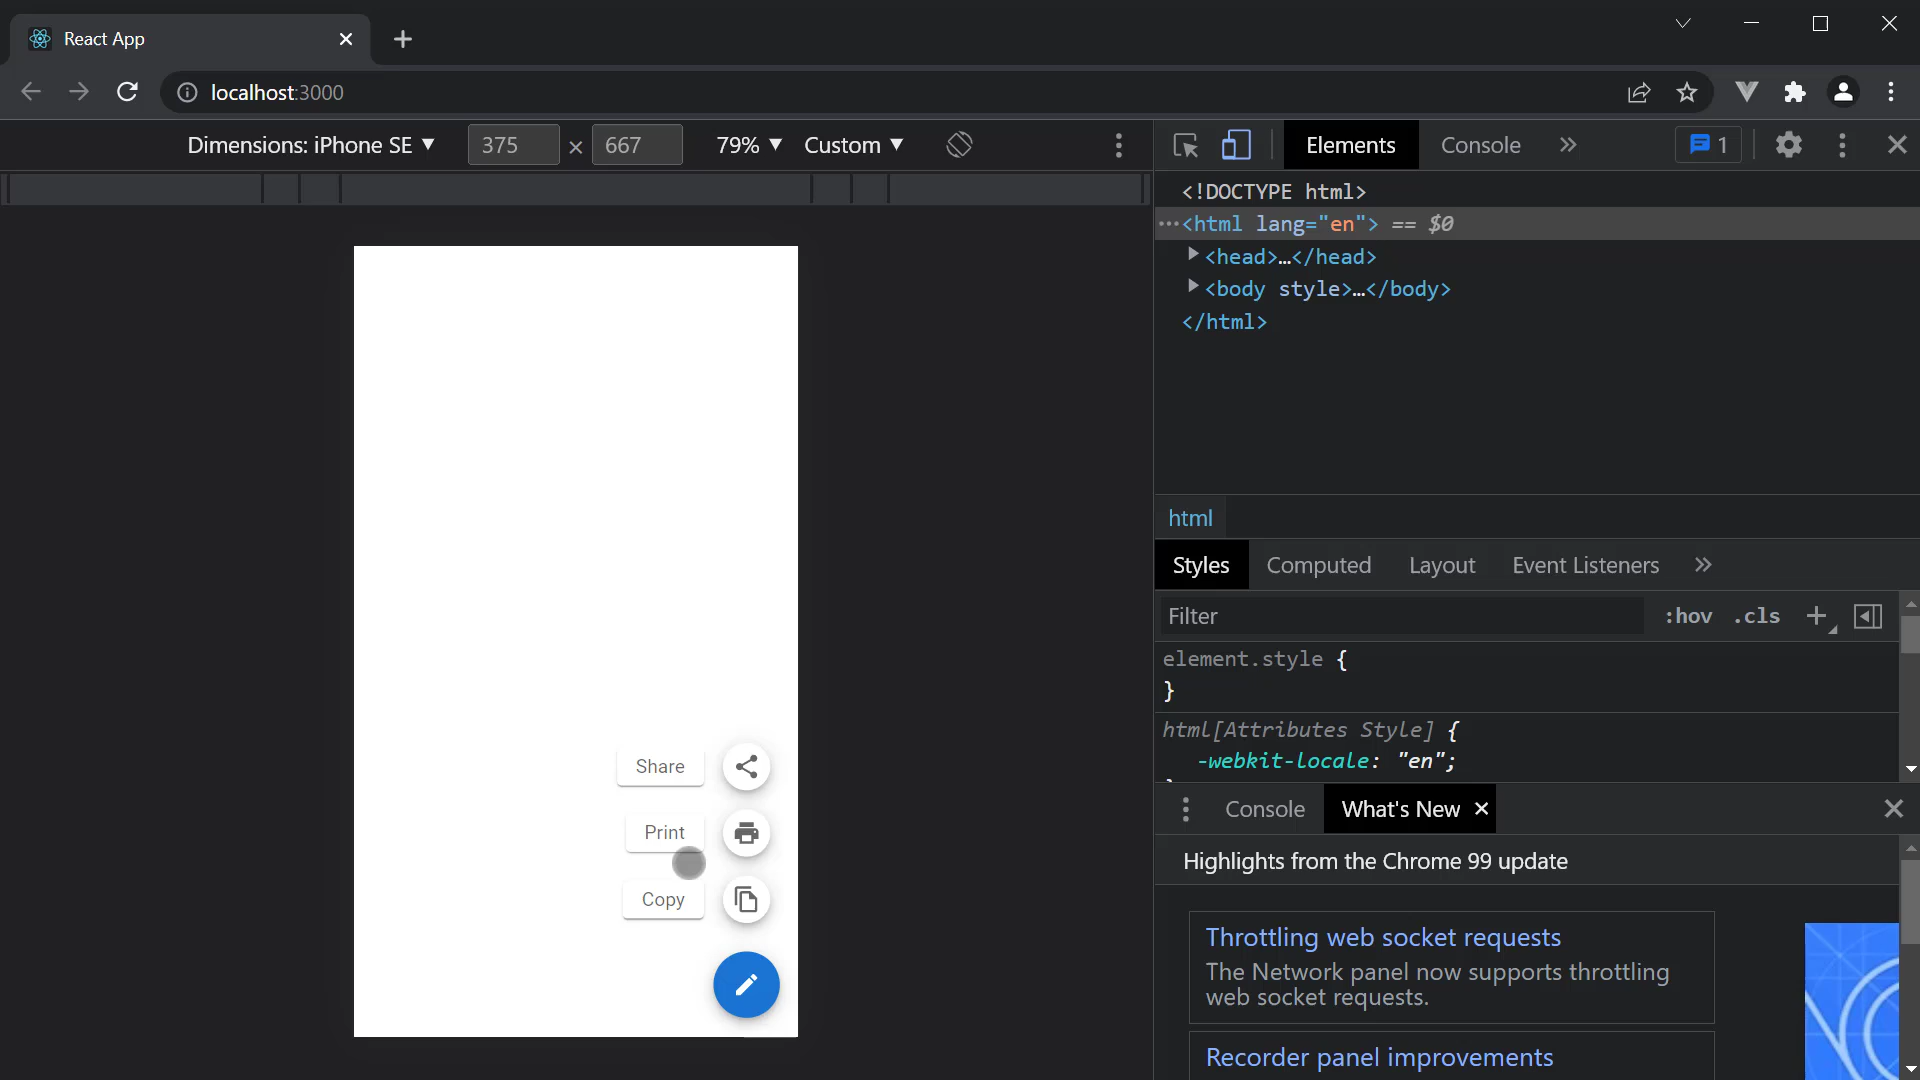 React App
localhost:3000
Dimensions: iPhone SE
375 × 667
79%
Custom
Elements
Console
1
<!DOCTYPE html>
<html lang="en"> == $0
<head>…</head>
<body style>…</body>
</html>
html
Styles
Computed
Layout
Event Listeners
Filter
:hov
.cls
element.style {
}
html[Attributes Style] {
-webkit-locale: "en";
Share
Print
Copy
Console
What's New
Highlights from the Chrome 99 update
Throttling web socket requests
The Network panel now supports throttling
web socket requests.
Recorder panel improvements